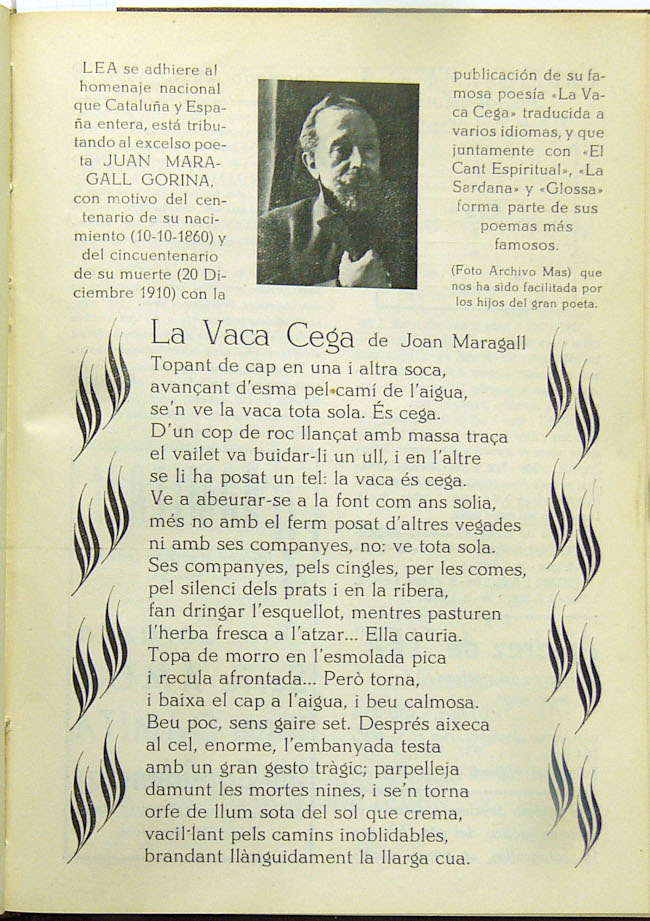 LEA se adhiere al
homenaje nacional
que Cataluña y Espa-
ña entera, está tribu-
tando al excelso poe-
ta JUAN MARA-
GALL GORINA,
con motivo del cen-
tenario de su naci-
miento (10-10-1860) y
del cincuentenario
de su muerte (20 Di-
ciembre 1910) con la
publicación de su fa-
mosa poesía «La Va-
ca Cega» traducida a
varios idiomas, y que
juntamente con «El
Cant Espiritual», «La
Sardana» y «Glossa»
forma parte de sus
poemas más
famosos.
(Foto Archivo Mas) que
nos ha sido facilitada por
los hijos del gran poeta.
La Vaca Cega de Joan Maragall
Topant de cap en una i altra soca,
avançant d'esma pel camí de l'aigua,
se'n ve la vaca tota sola. És cega.
D'un cop de roc llançat amb massa traça
el vailet va buidar-li un ull, i en l'altre
se li ha posat un tel: la vaca és cega.
Ve a abeurar-se a la font com ans solia,
més no amb el ferm posat d'altres vegades
ni amb ses companyes, no: ve tota sola.
Ses companyes, pels cingles, per les comes,
pel silenci dels prats i en la ribera,
fan dringar l'esquellot, mentres pasturen
l'herba fresca a l'atzar... Ella cauria.
Topa de morro en l'esmolada pica
i recula afrontada... Però torna,
i baixa el cap a l'aigua, i beu calmosa.
Beu poc, sens gaire set. Després aixeca
al cel, enorme, l'embanyada testa
amb un gran gesto tràgic; parpelleja
damunt les mortes nines, i se'n torna
orfe de llum sota del sol que crema,
vacil·lant pels camins inoblidables,
brandant llànguidament la llarga cua.